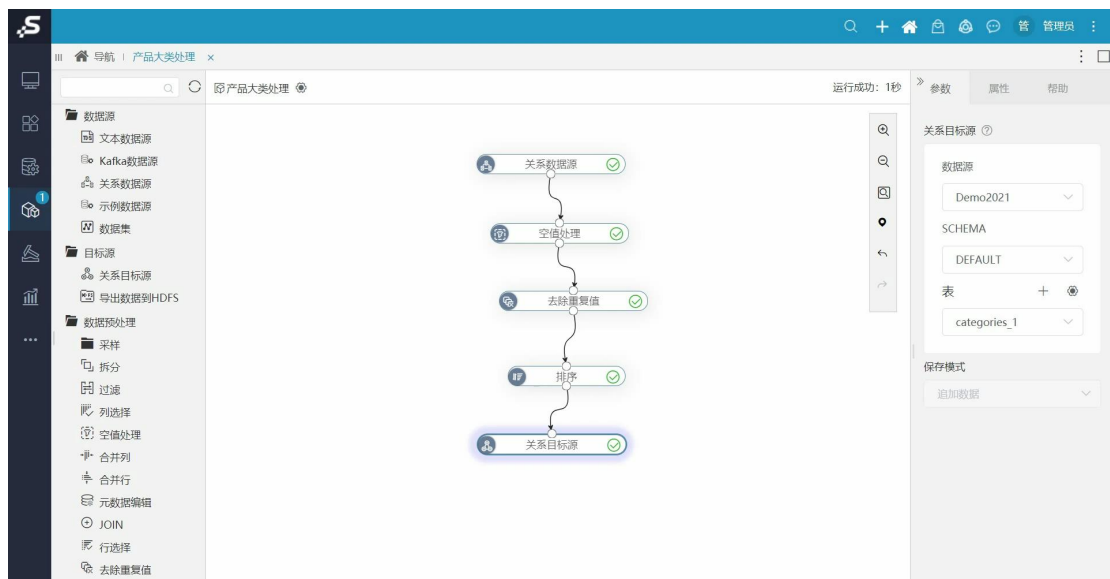 管 管理员
导航 产品大类处理 ×
产品大类处理
运行成功：1秒
数据源
文本数据源
Kafka数据源
关系数据源
示例数据源
数据集
目标源
关系目标源
导出数据到HDFS
数据预处理
采样
拆分
过滤
列选择
空值处理
合并列
合并行
元数据编辑
JOIN
行选择
去除重复值
1
关系数据源
空值处理
去除重复值
排序
关系目标源
参数 属性 帮助
关系目标源
数据源
Demo2021
SCHEMA
DEFAULT
表
categories_1
保存模式
追加数据